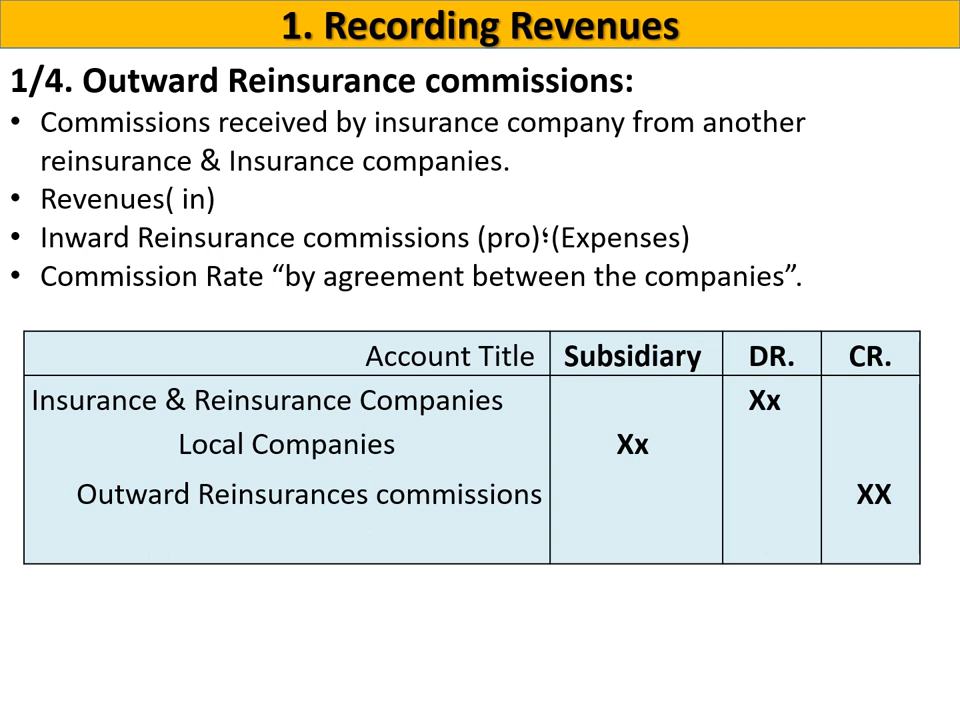 1. Recording Revenues
1/4. Outward Reinsurance commissions:
• Commissions received by insurance company from another
reinsurance & Insurance companies.
• Revenues( in)
• Inward Reinsurance commissions (pro)؛(Expenses)
• Commission Rate “by agreement between the companies”.
Account Title Subsidiary DR. CR.
Insurance & Reinsurance Companies Xx
Local Companies Xx
Outward Reinsurances commissions XX